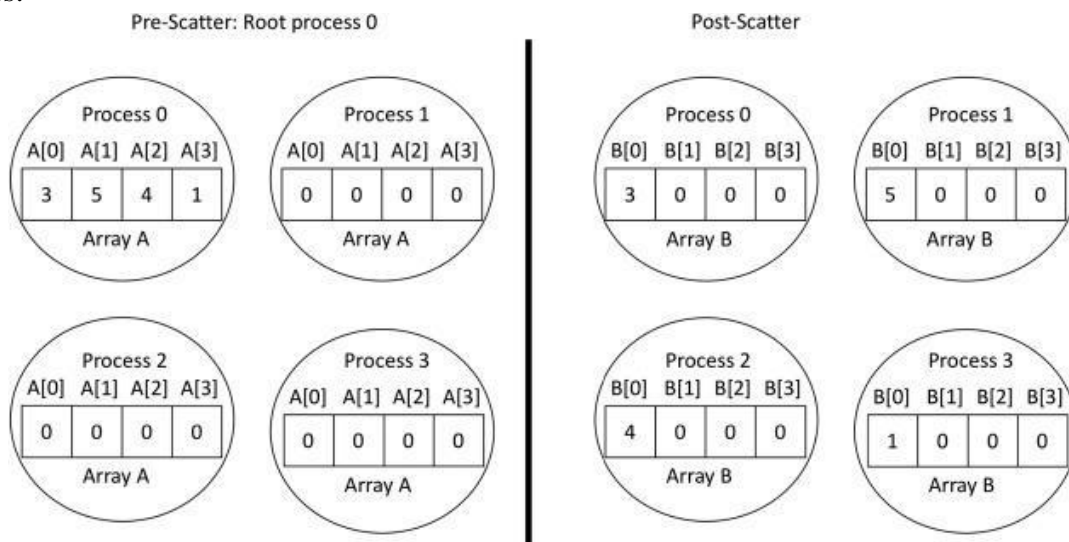 Pre-Scatter: Root process 0
Process 0
A[0] A[1] A[2] A[3]
3 5 4 1
Array A
Process 1
A[0] A[1] A[2] A[3]
0 0 0 0
Array A
Process 2
A[0] A[1] A[2] A[3]
0 0 0 0
Array A
Process 3
A[0] A[1] A[2] A[3]
0 0 0 0
Array A
Post-Scatter
Process 0
B[0] B[1] B[2] B[3]
3 0 0 0
Array B
Process 1
B[0] B[1] B[2] B[3]
5 0 0 0
Array B
Process 2
B[0] B[1] B[2] B[3]
4 0 0 0
Array B
Process 3
B[0] B[1] B[2] B[3]
1 0 0 0
Array B